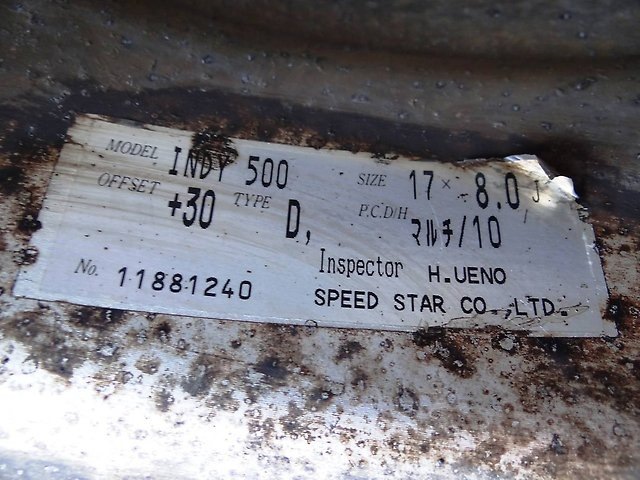 MODEL INDY 500 SIZE 17 × 8.0 J
OFFSET +30 TYPE D, P.C.D/H マルチ/10
Inspector H.UENO
No. 11881240 SPEED STAR CO.,LTD.